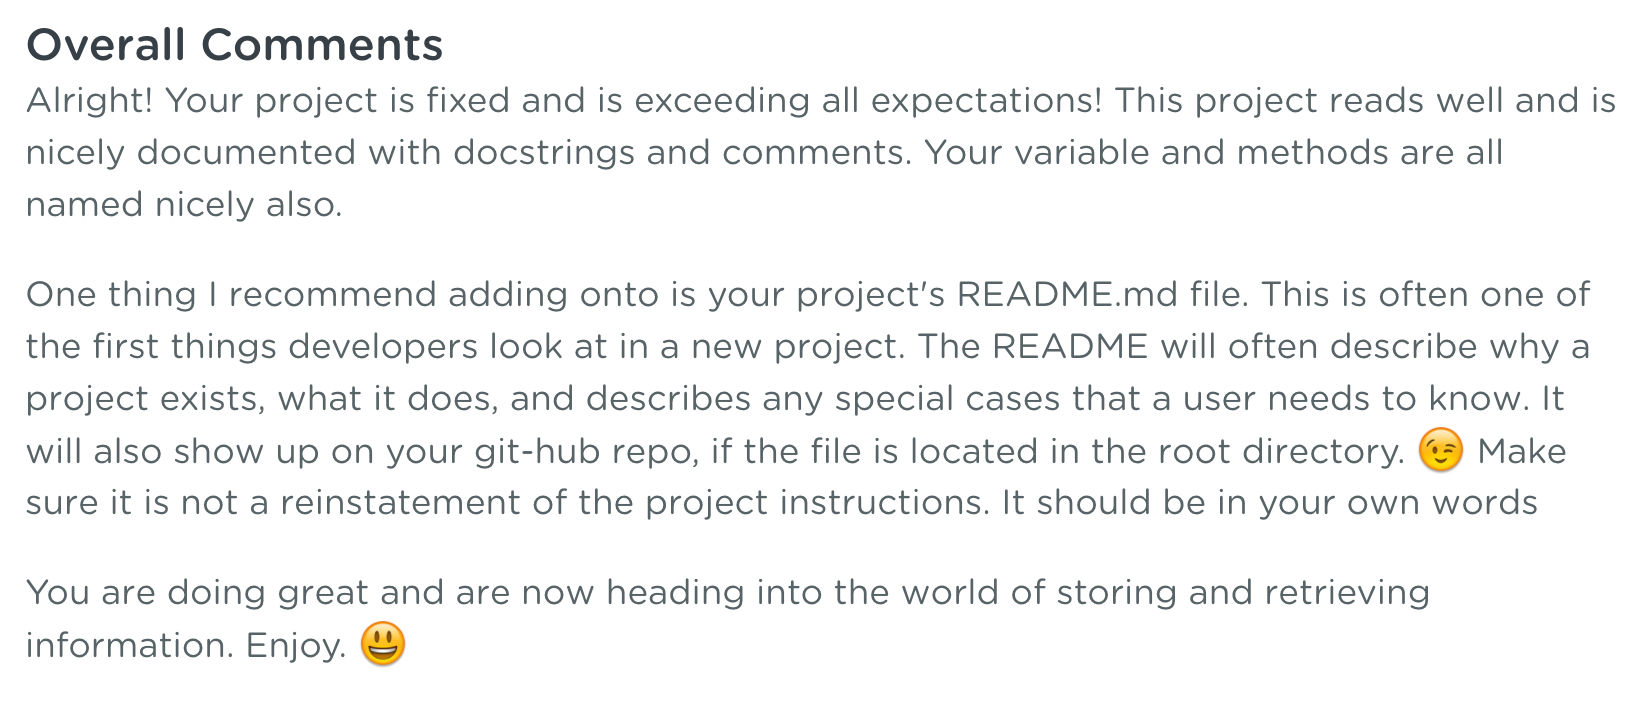 Overall Comments
Alright! Your project is fixed and is exceeding all expectations! This project reads well and is
nicely documented with docstrings and comments. Your variable and methods are all
named nicely also.
One thing I recommend adding onto is your project's README.md file. This is often one of
the first things developers look at in a new project. The README will often describe why a
project exists, what it does, and describes any special cases that a user needs to know. It
will also show up on your git-hub repo, if the file is located in the root directory. 😉 Make
sure it is not a reinstatement of the project instructions. It should be in your own words
You are doing great and are now heading into the world of storing and retrieving
information. Enjoy. 😃